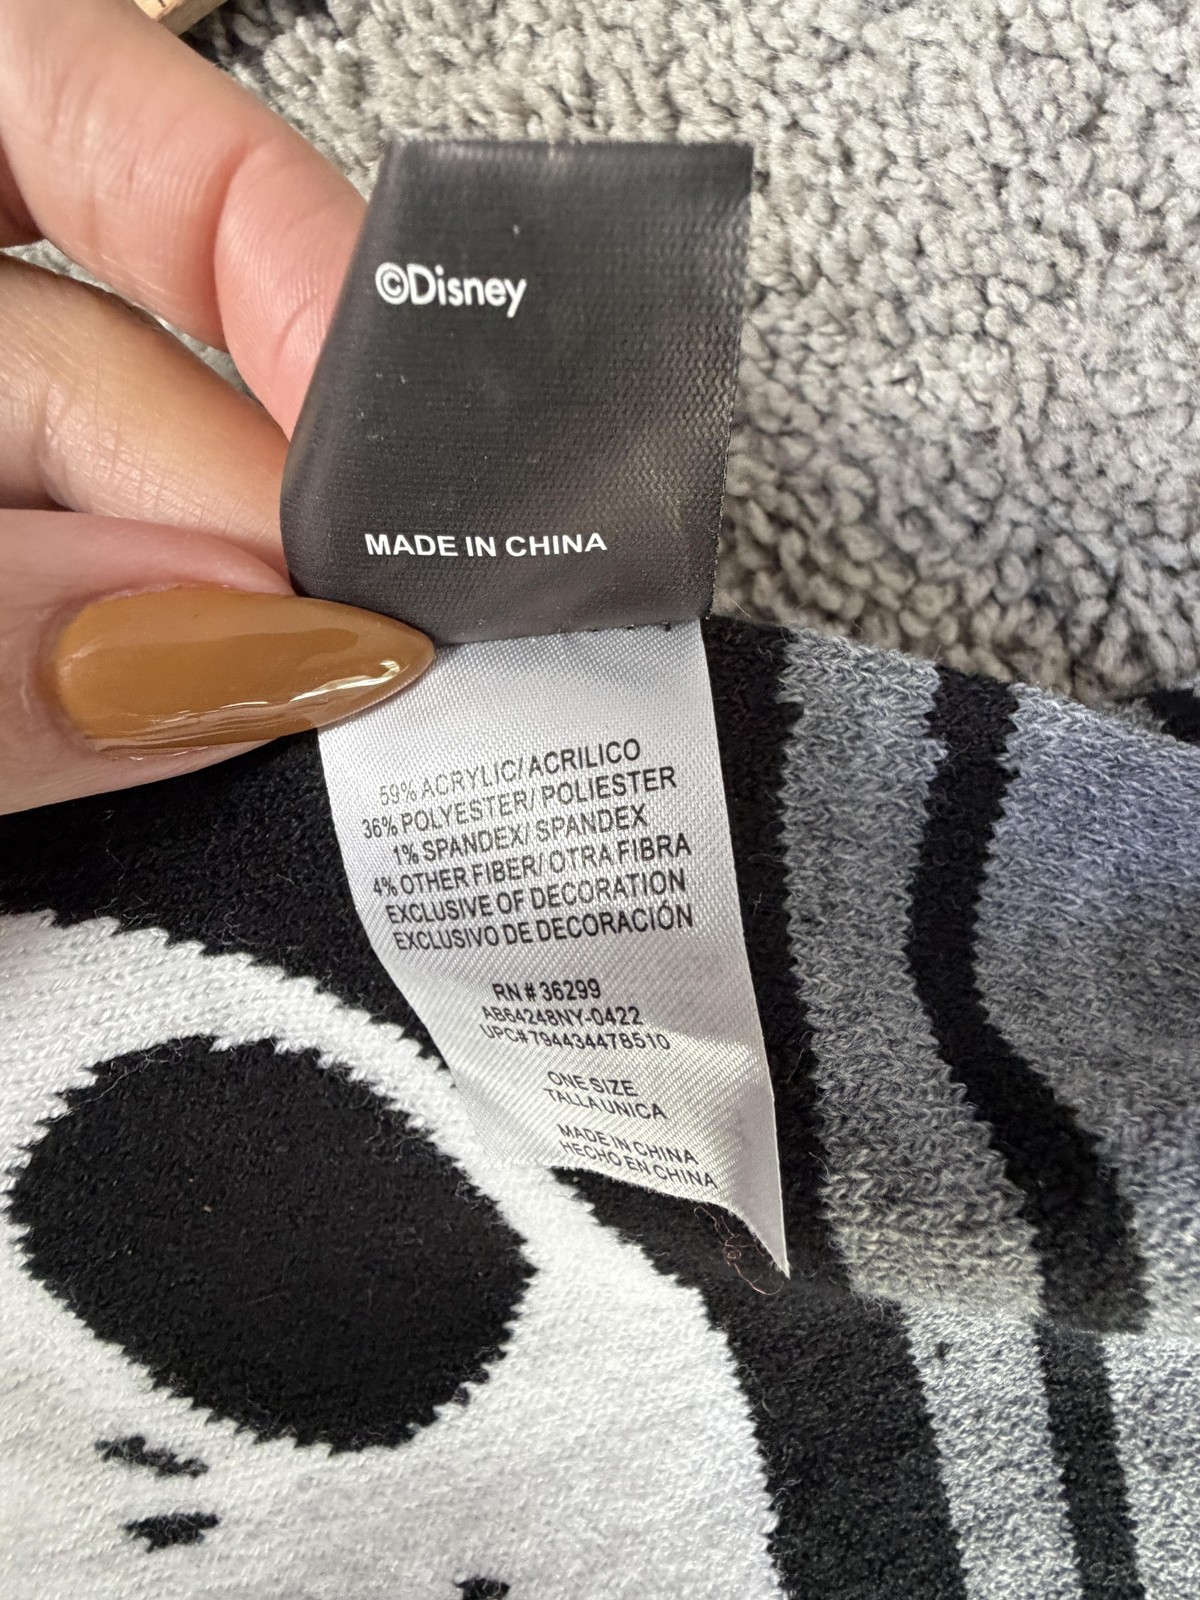 ©Disney
MADE IN CHINA
59% ACRYLIC/ACRILICO
36% POLYESTER/ POLIESTER
1% SPANDEX/ SPANDEX
4% OTHER FIBER/ OTRA FIBRA
EXCLUSIVE OF DECORATION
EXCLUSIVO DE DECORACIÓN
RN # 36299
AB64248NY-0422
UPC#794434478510
ONE SIZE
TALLA UNICA
MADE IN CHINA
HECHO EN CHINA